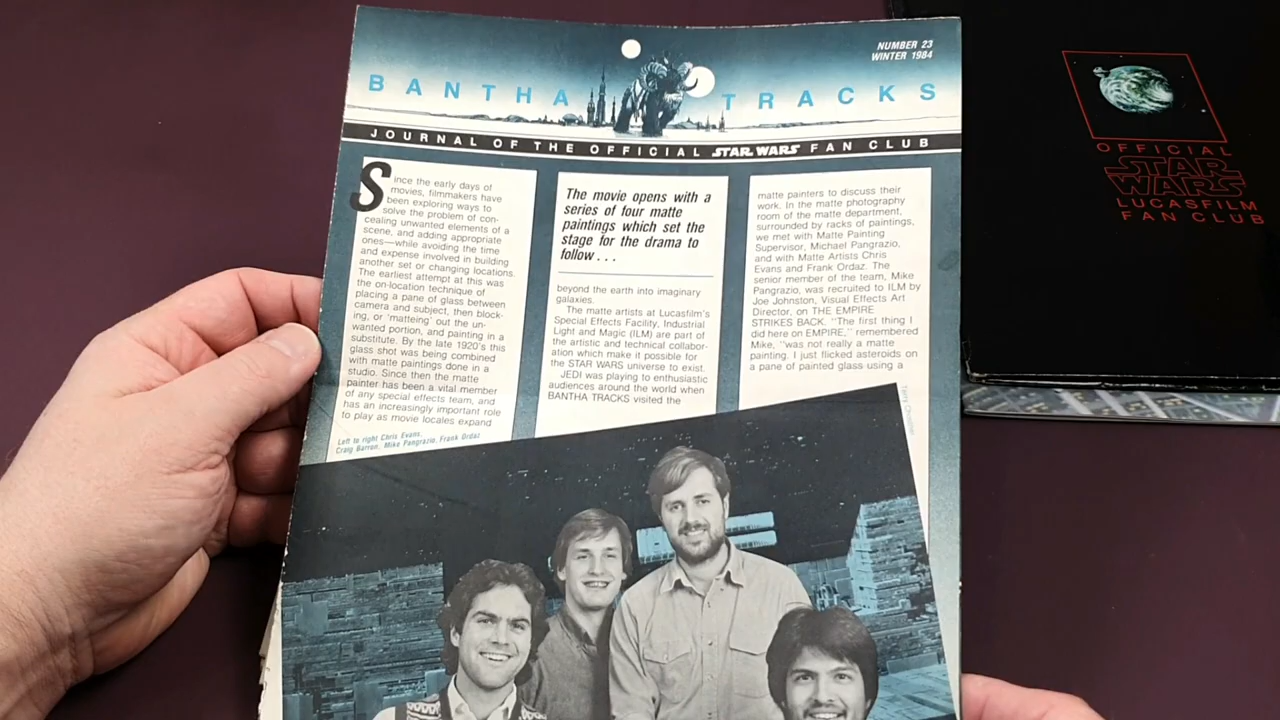 NUMBER 23
WINTER 1984
BANTHA TRACKS
JOURNAL OF THE OFFICIAL STAR WARS FAN CLUB
Since the early days of
movies, filmmakers have
been exploring ways to
solve the problem of con-
cealing unwanted elements of a
scene, and adding appropriate
ones—while avoiding the time
and expense involved in building
another set or changing locations.
The earliest attempt at this was
the on-location technique of
placing a pane of glass between
camera and subject, then block-
ing, or 'matteing' out the un-
wanted portion, and painting in a
substitute. By the late 1920's this
glass shot was being combined
with matte paintings done in a
studio. Since then the matte
painter has been a vital member
of any special effects team, and
has an increasingly important role
to play as movie locales expand
Left to right Chris Evans,
Craig Barron, Mike Pangrazio, Frank Ordaz
The movie opens with a
series of four matte
paintings which set the
stage for the drama to
follow . . .
beyond the earth into imaginary
galaxies.
The matte artists at Lucasfilm's
Special Effects Facility, Industrial
Light and Magic (ILM) are part of
the artistic and technical collabor-
ation which make it possible for
the STAR WARS universe to exist.
JEDI was playing to enthusiastic
audiences around the world when
BANTHA TRACKS visited the
matte painters to discuss their
work. In the matte photography
room of the matte department,
surrounded by racks of paintings,
we met with Matte Painting
Supervisor, Michael Pangrazio,
and with Matte Artists Chris
Evans and Frank Ordaz. The
senior member of the team, Mike
Pangrazio, was recruited to ILM by
Joe Johnston, Visual Effects Art
Director, on THE EMPIRE
STRIKES BACK. "The first thing I
did here on EMPIRE," remembered
Mike, "was not really a matte
painting. I just flicked asteroids on
a pane of painted glass using a
OFFICIAL
STAR
WARS
LUCASFILM
FAN CLUB